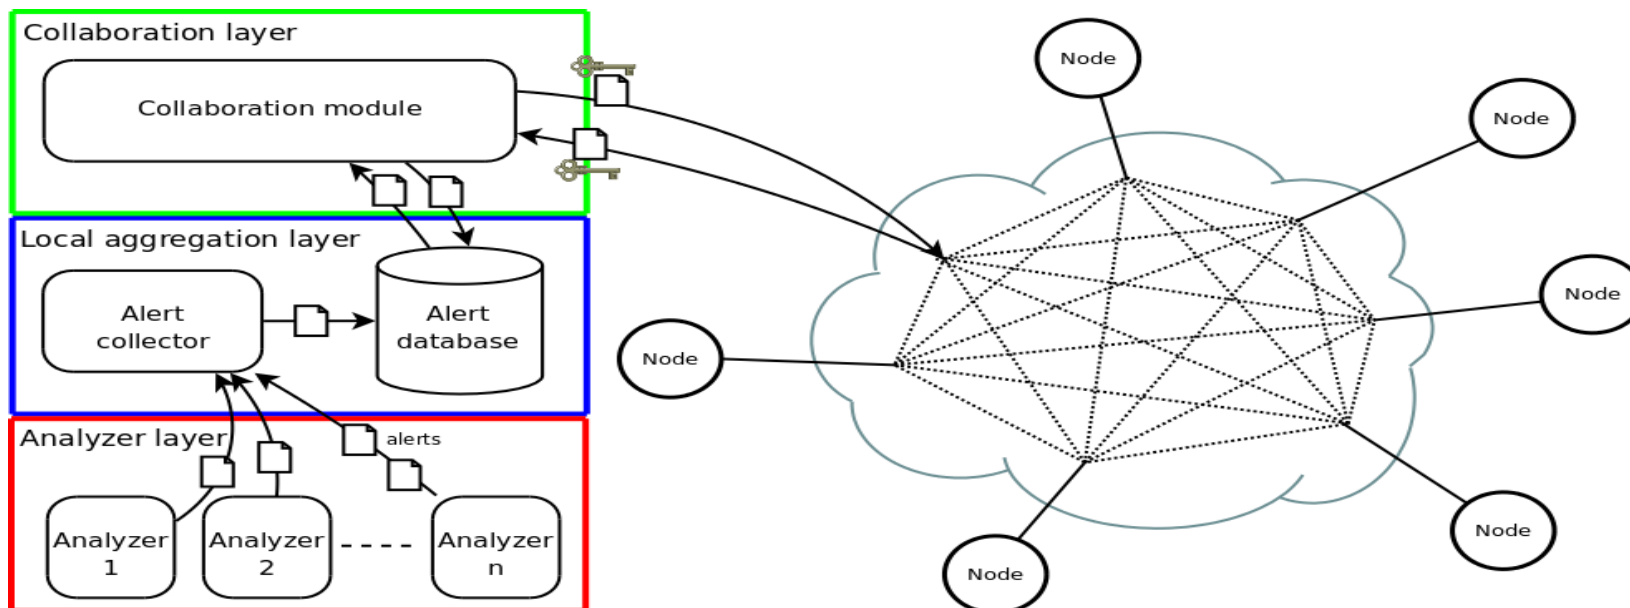 Collaboration layer
Collaboration module
Local aggregation layer
Alert
collector
Alert
database
Analyzer layer
alerts
Analyzer
1
Analyzer
2
Analyzer
n
Node
Node
Node
Node
Node
Node